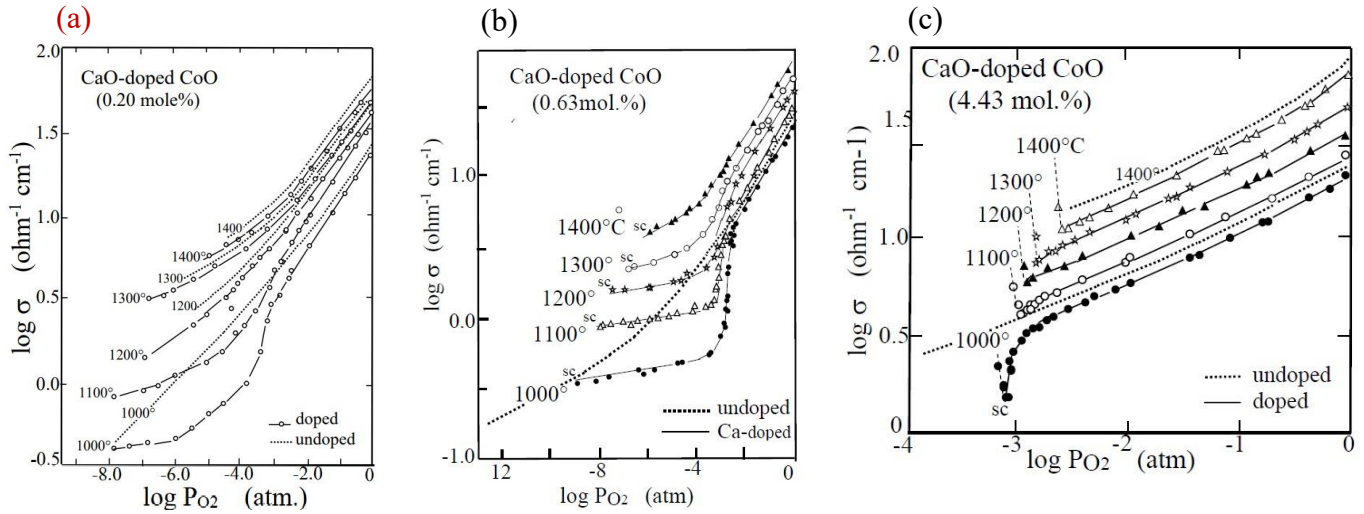 (a)
2.0
1.5
1.0
0.5
0.0
-0.5
log σ (ohm⁻¹ cm⁻¹)
CaO-doped CoO
(0.20 mole%)
1400
1400°
1300
1300°
1200
1200°
1100°
1000°
1000°
doped
undoped
-8.0
-6.0
-4.0
-2.0
0
log P_O2 (atm.)
(b)
1.0
0.0
-1.0
log σ (ohm⁻¹ cm⁻¹)
CaO-doped CoO
(0.63mol.%)
1400°C
sc
1300°
sc
1200°
sc
1100°
sc
1000°
sc
undoped
Ca-doped
12
-8
-4
0
log P_O2 (atm)
(c)
2.0
1.5
1.0
0.5
0
log σ (ohm⁻¹ cm-1)
CaO-doped CoO
(4.43 mol.%)
1400°C
1400°
1300°
1200°
1100°
1000°
sc
undoped
doped
-4
-3
-2
-1
0
log P_O2 (atm)